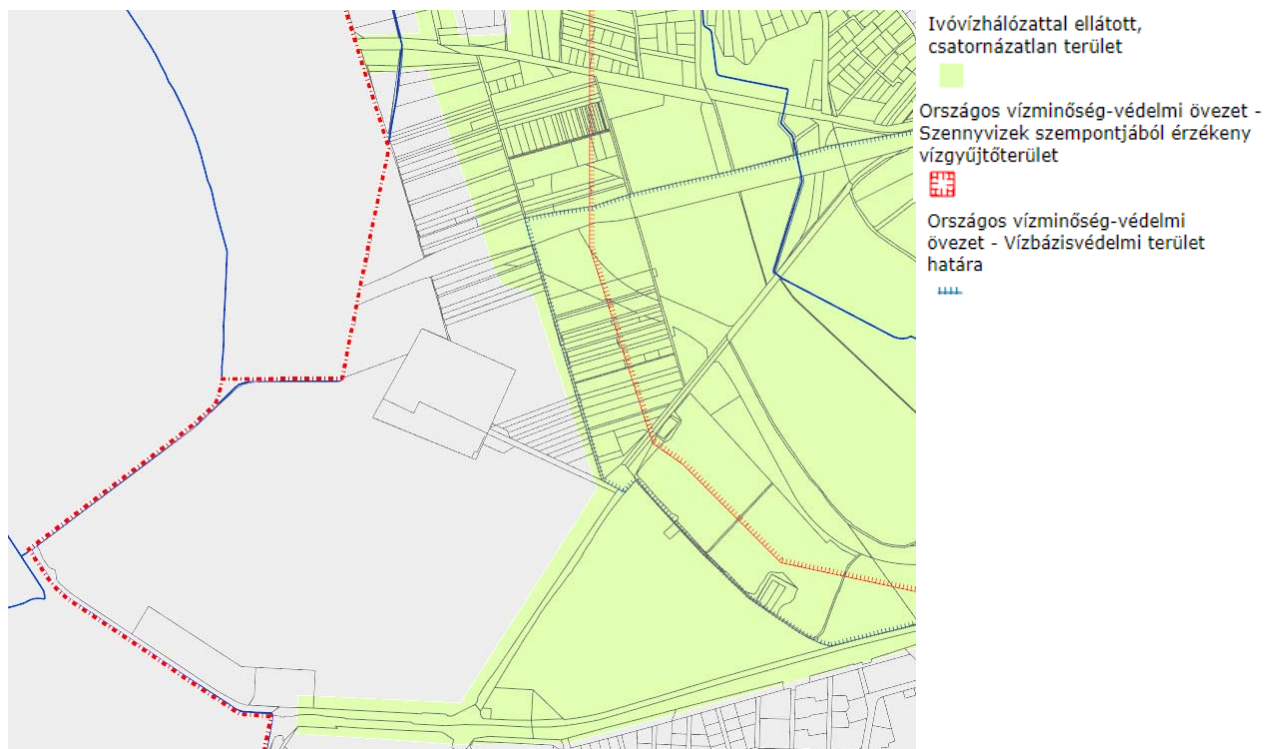 Ivóvízhálózattal ellátott,
csatornázatlan terület
Országos vízminőség-védelmi övezet -
Szennyvizek szempontjából érzékeny
vízgyűjtőterület
Országos vízminőség-védelmi
övezet - Vízbázisvédelmi terület
határa